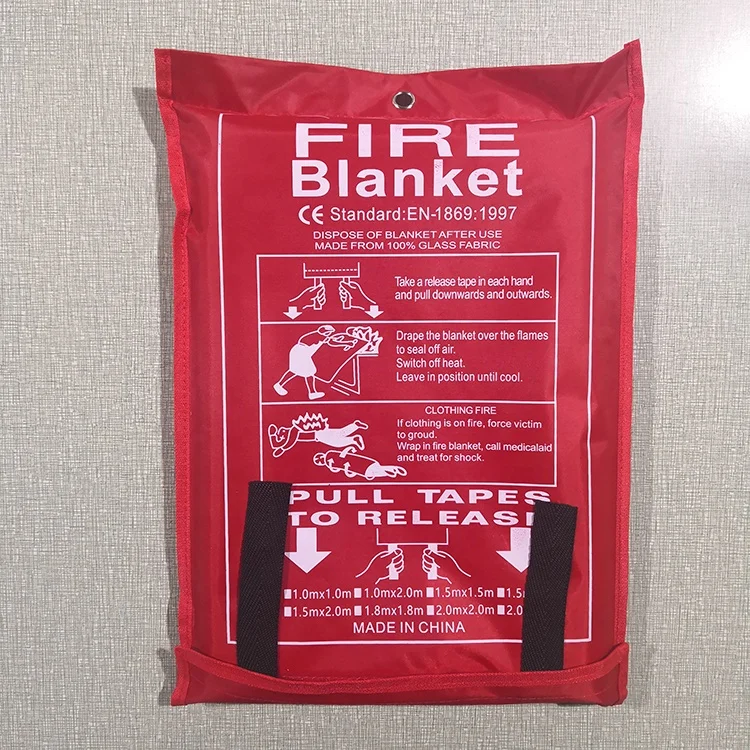 FIRE
Blanket
CE Standard:EN-1869:1997
DISPOSE OF BLANKET AFTER USE
MADE FROM 100% GLASS FABRIC
Take a release tape in each hand
and pull downwards and outwards.
Drape the blanket over the flames
to seal off air.
Switch off heat.
Leave in position until cool.
CLOTHING FIRE
If clothing is on fire, force victim
to groud.
Wrap in fire blanket, call medicalaid
and treat for shock.
PULL TAPES
TO RELEASE
1.0mx1.0m 1.0mx2.0m 1.5mx1.5m
1.5mx2.0m 1.8mx1.8m 2.0mx2.0m
MADE IN CHINA